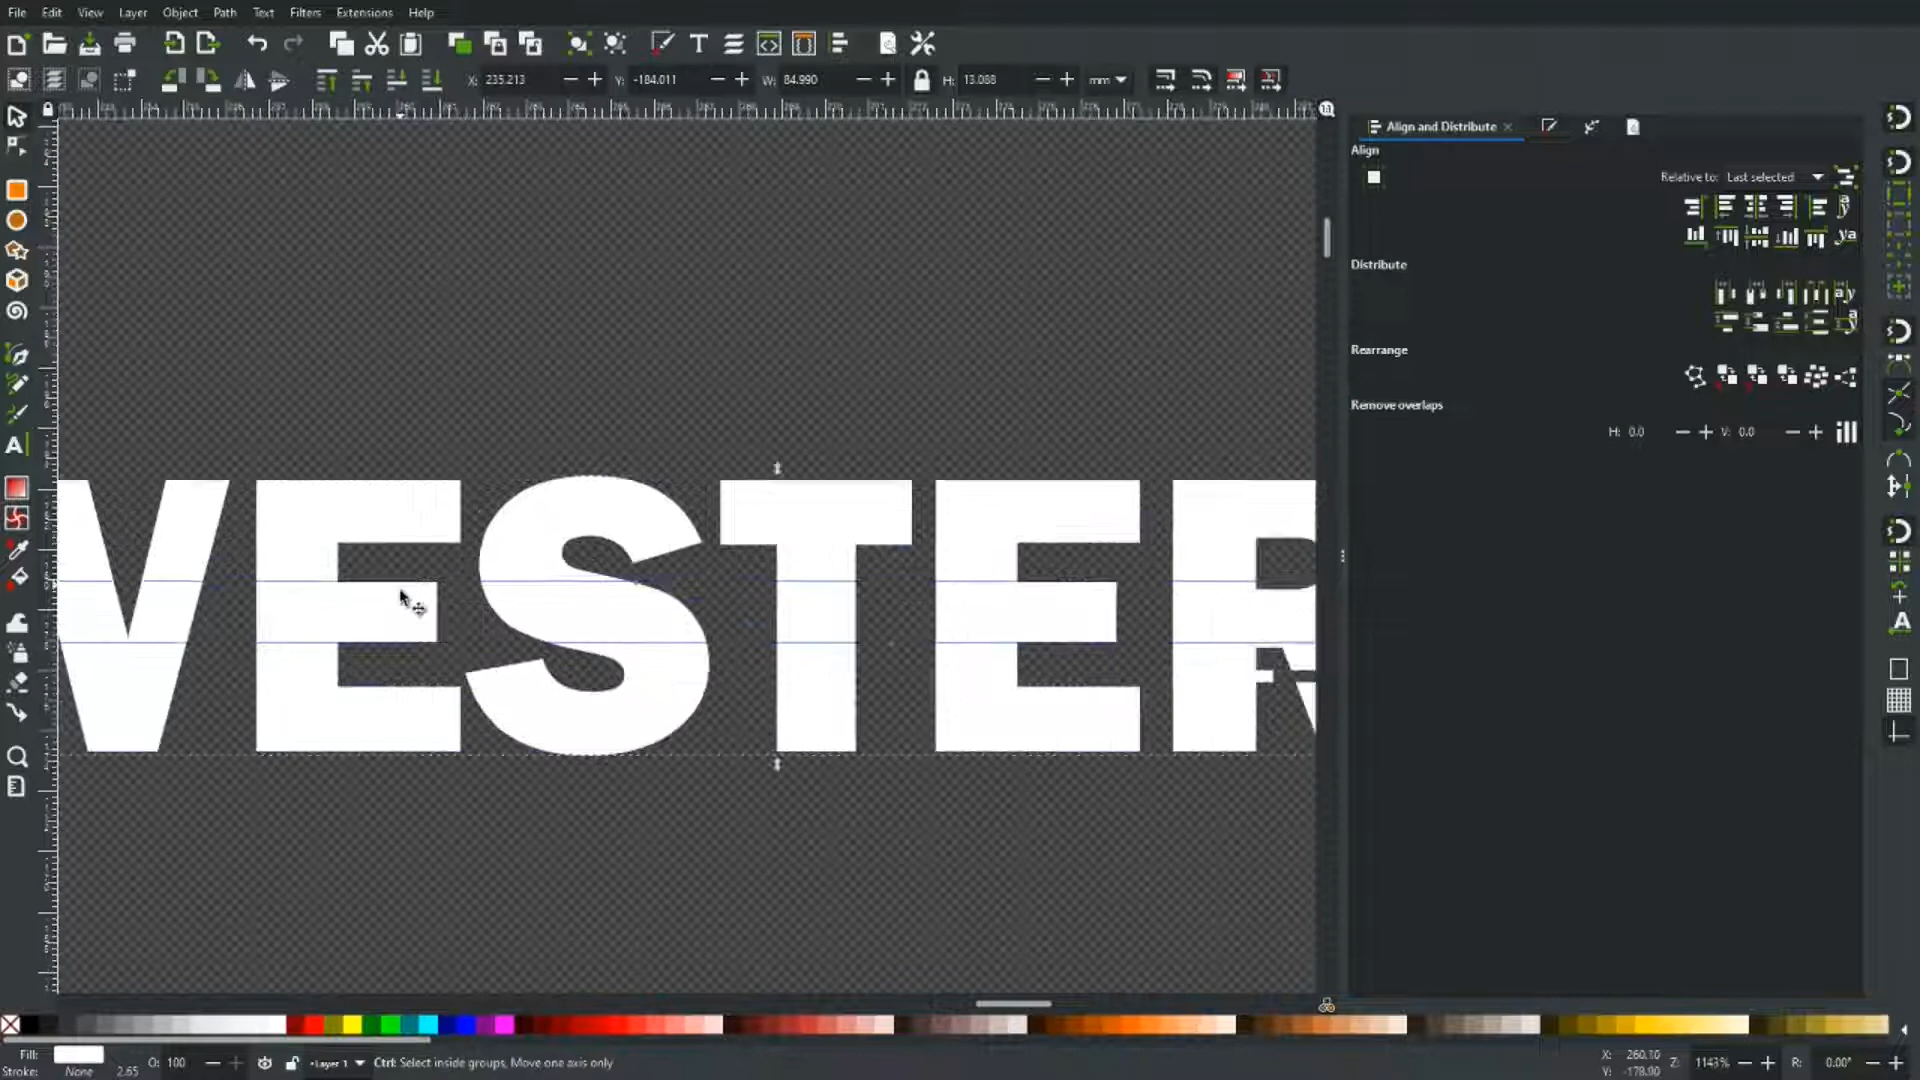 File Edit View Layer Object Path Text Filters Extensions Help
X: 235.213 Y: -184.011 W: 84.990 H: 13.088 mm
Align and Distribute
Align
Relative to: Last selected
Distribute
Rearrange
Remove overlaps
H: 0.0 V: 0.0
WESTER
Fill:
Stroke: None 2.65 O: 100 Layer 1 Ctrl: Select inside groups, Move one axis only
X: 260.10
Y: -178.90
Z: 1143% R: 0.00°